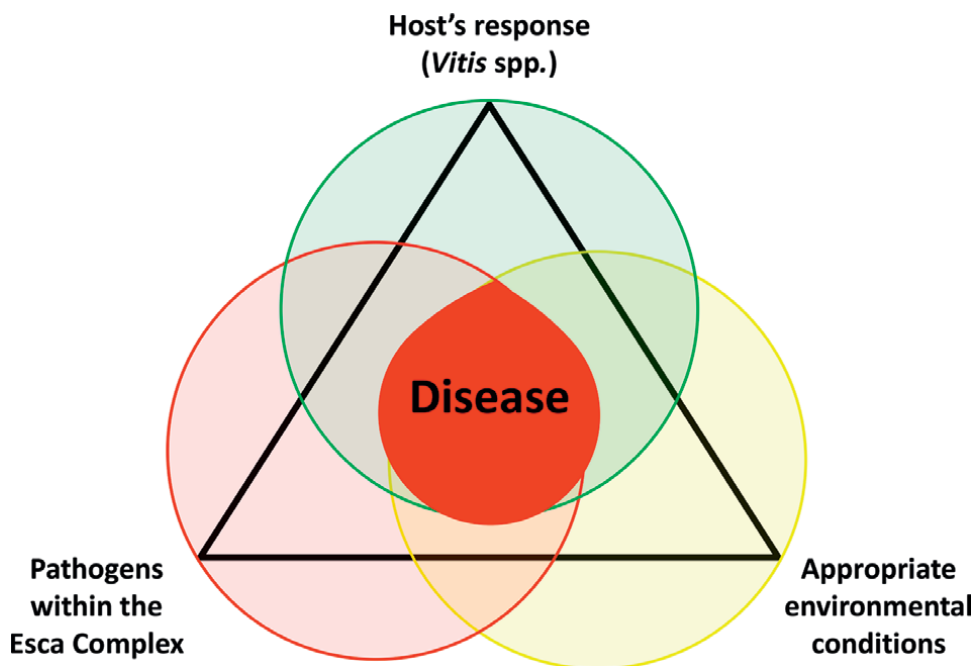 Host's response
(Vitis spp.)
Disease
Pathogens
within the
Esca Complex
Appropriate
environmental
conditions